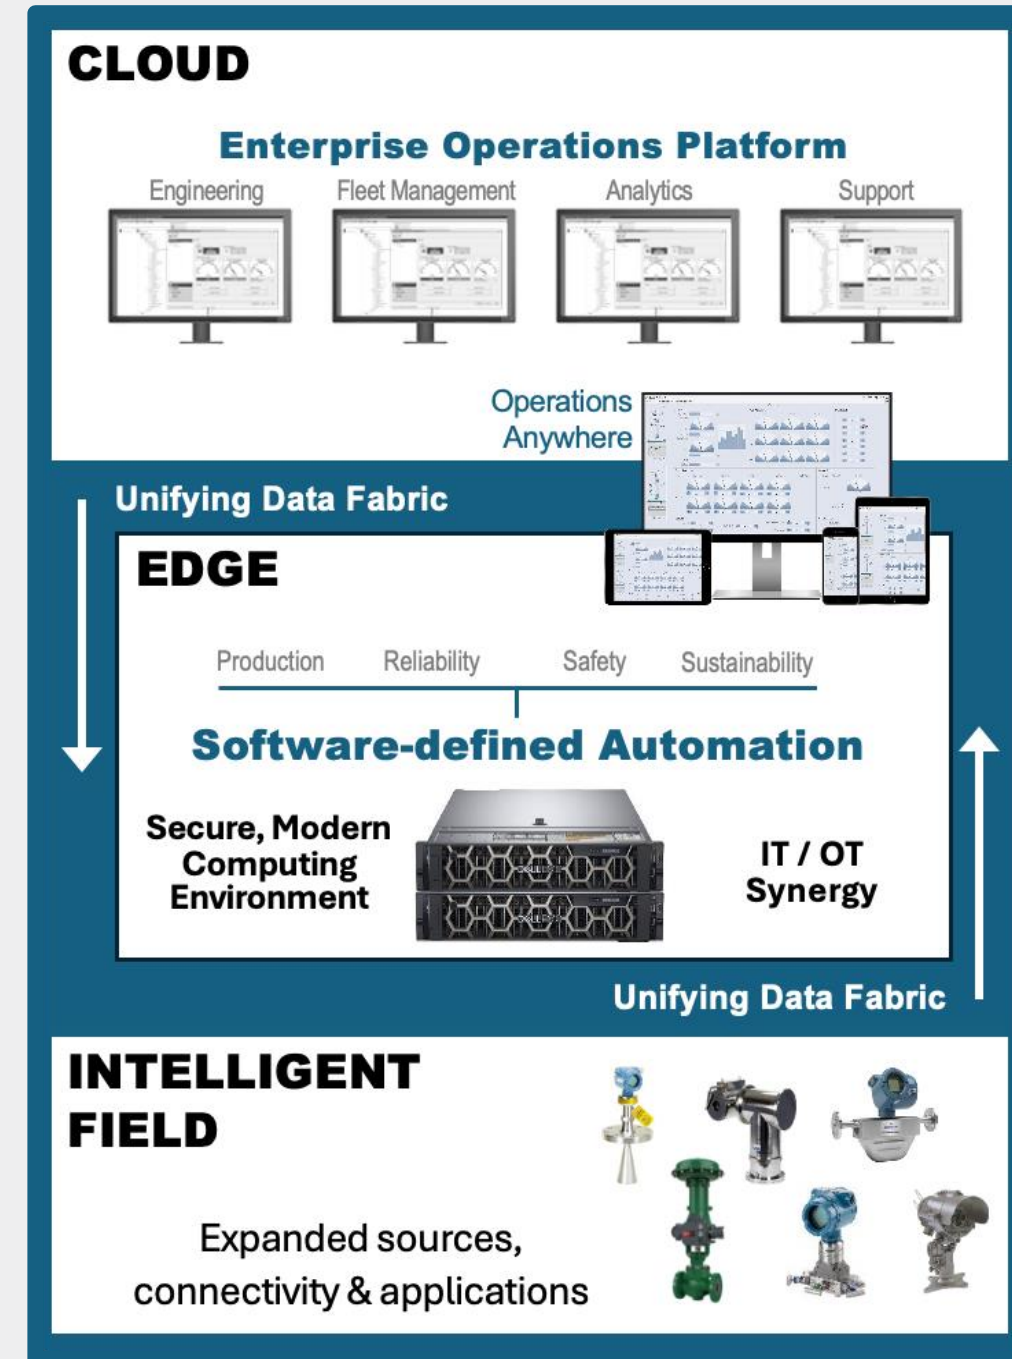 CLOUD
Enterprise Operations Platform
Engineering
Fleet Management
Analytics
Support
Operations
Anywhere
Unifying Data Fabric
EDGE
Production
Reliability
Safety
Sustainability
Software-defined Automation
Secure, Modern
Computing
Environment
IT / OT
Synergy
Unifying Data Fabric
INTELLIGENT
FIELD
Expanded sources,
connectivity & applications